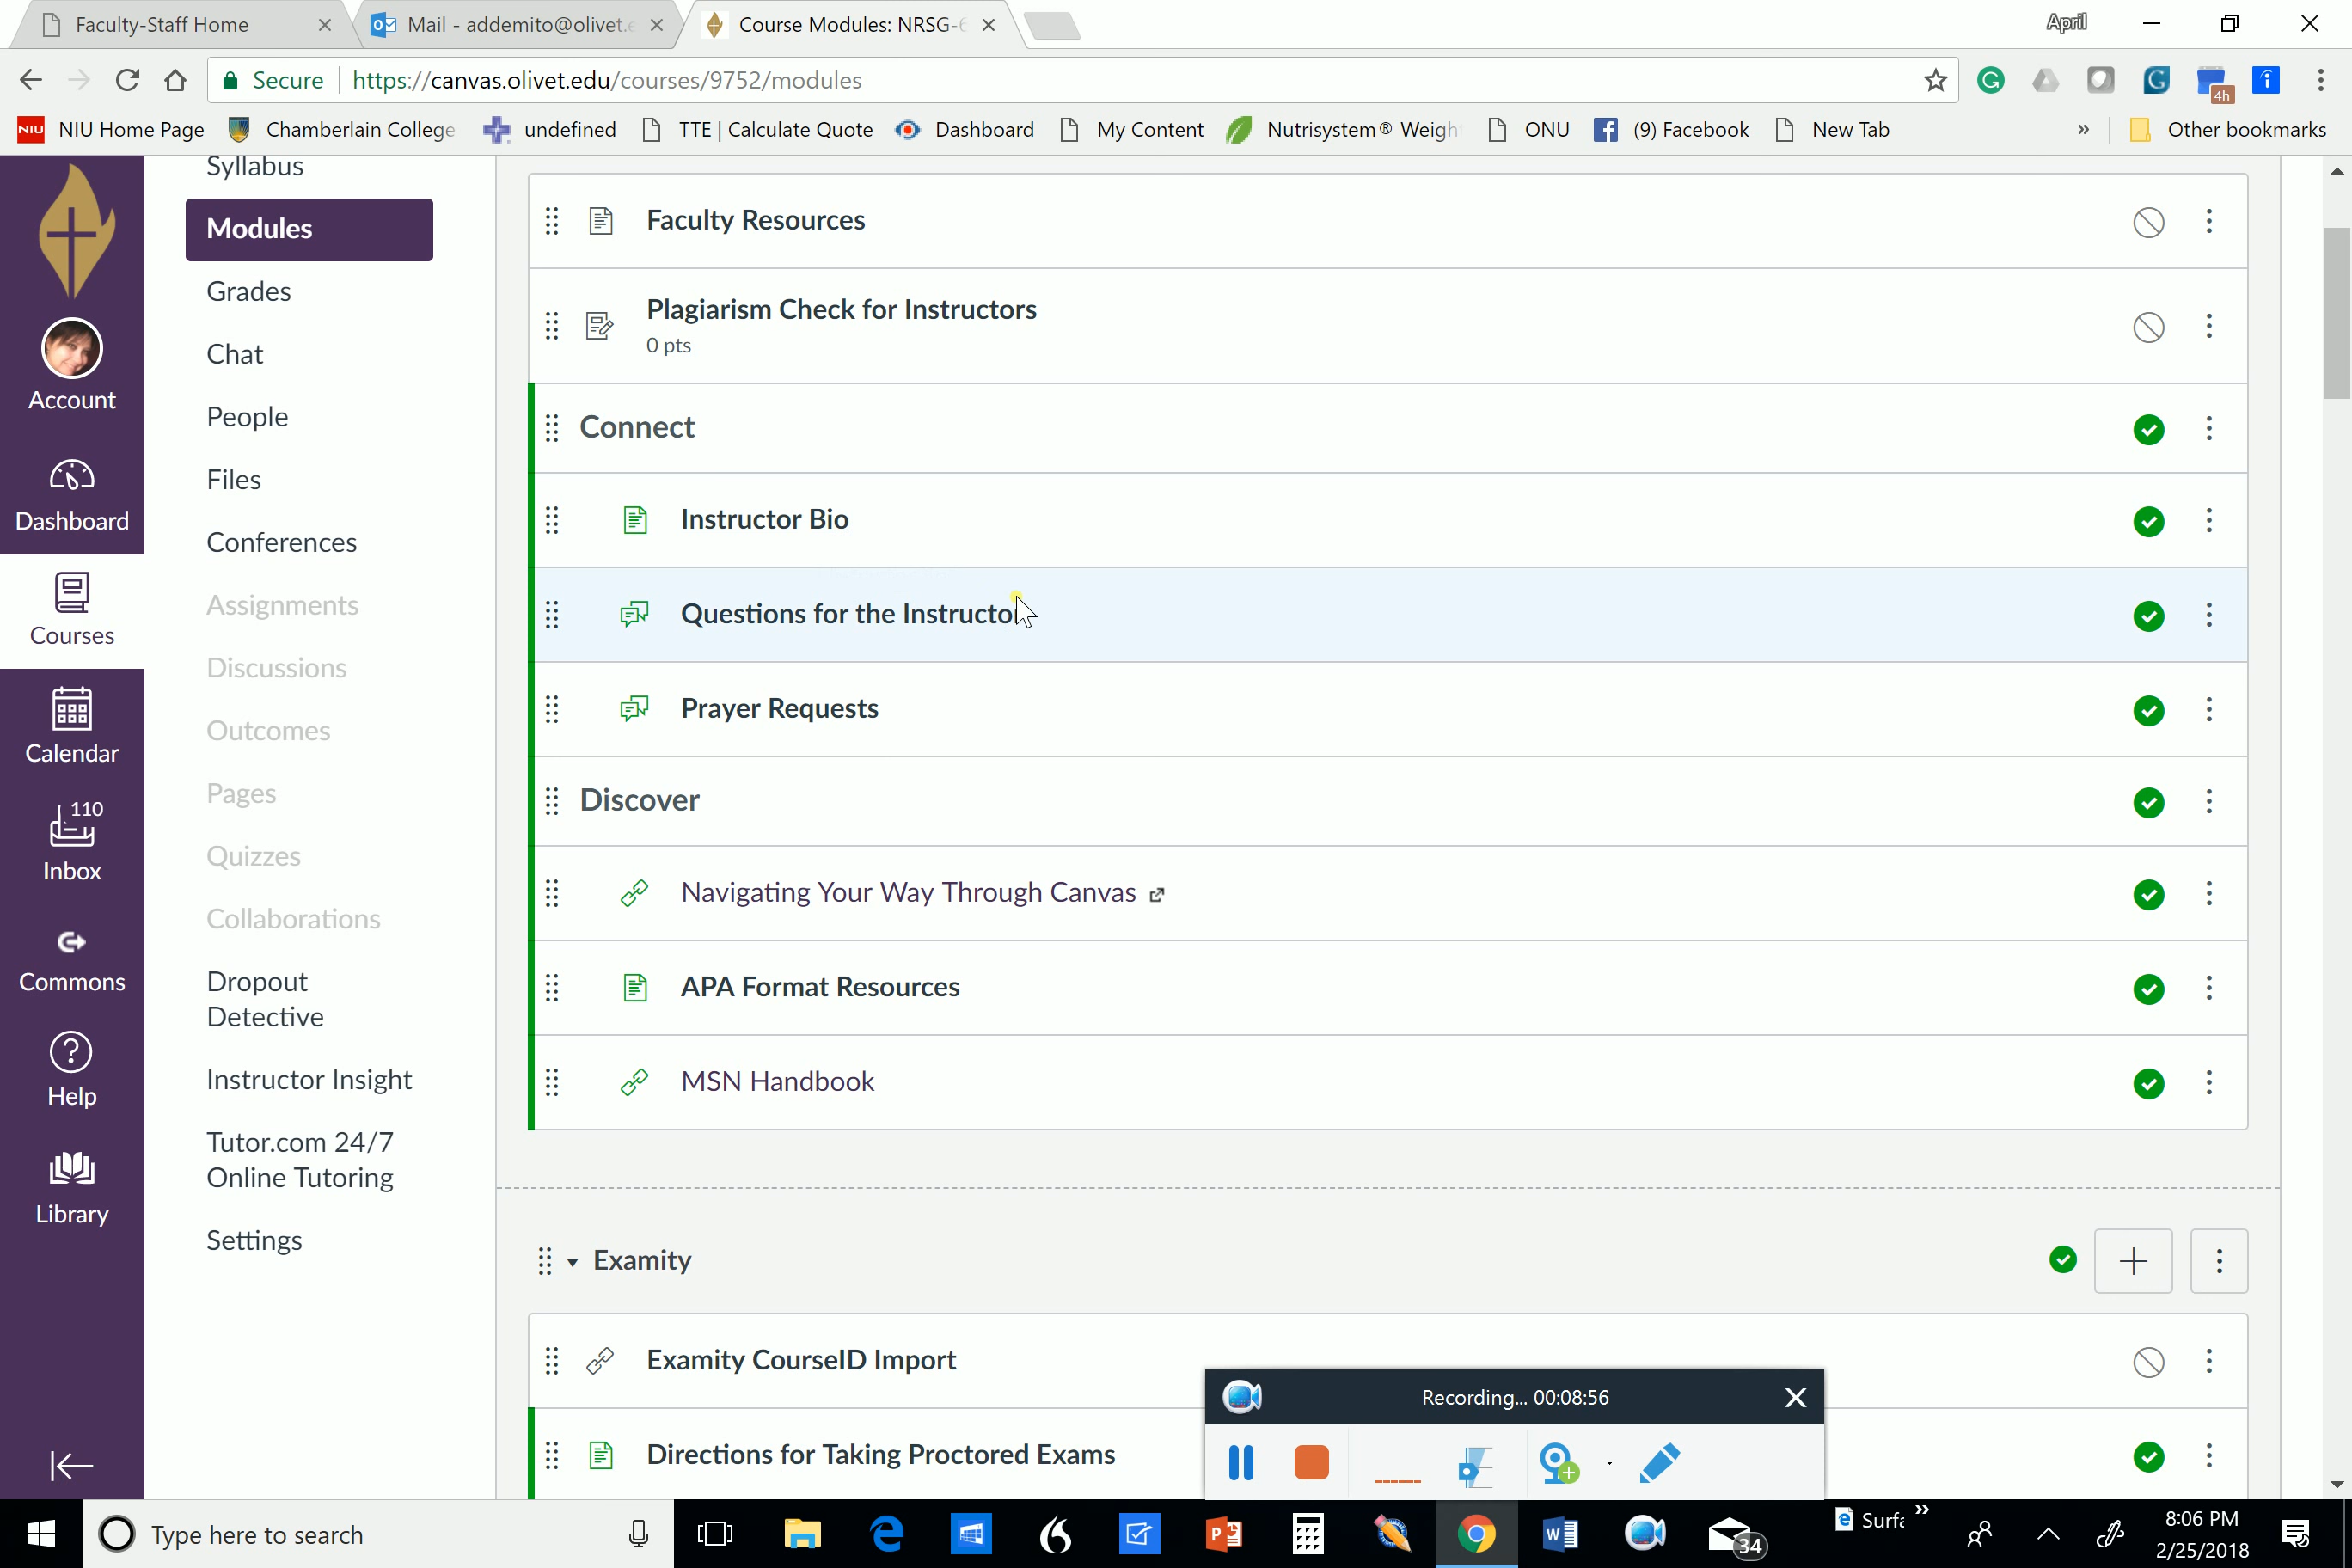 Faculty-Staff Home
Mail - addemito@olivet.e
Course Modules: NRSG-6
April
Secure
https://canvas.olivet.edu/courses/9752/modules
4h
NIU
NIU Home Page
Chamberlain College
undefined
TTE | Calculate Quote
Dashboard
My Content
Nutrisystem® Weigh
ONU
(9) Facebook
New Tab
»
Other bookmarks
Account
Dashboard
Courses
Calendar
110
Inbox
Commons
Help
Library
Syllabus
Modules
Grades
Chat
People
Files
Conferences
Assignments
Discussions
Outcomes
Pages
Quizzes
Collaborations
Dropout
Detective
Instructor Insight
Tutor.com 24/7
Online Tutoring
Settings
Faculty Resources
Plagiarism Check for Instructors
0 pts
Connect
Instructor Bio
Questions for the Instructor
Prayer Requests
Discover
Navigating Your Way Through Canvas
APA Format Resources
MSN Handbook
Examity
Examity CourseID Import
Directions for Taking Proctored Exams
Recording... 00:08:56
Type here to search
34
Surfa
»
8:06 PM
2/25/2018